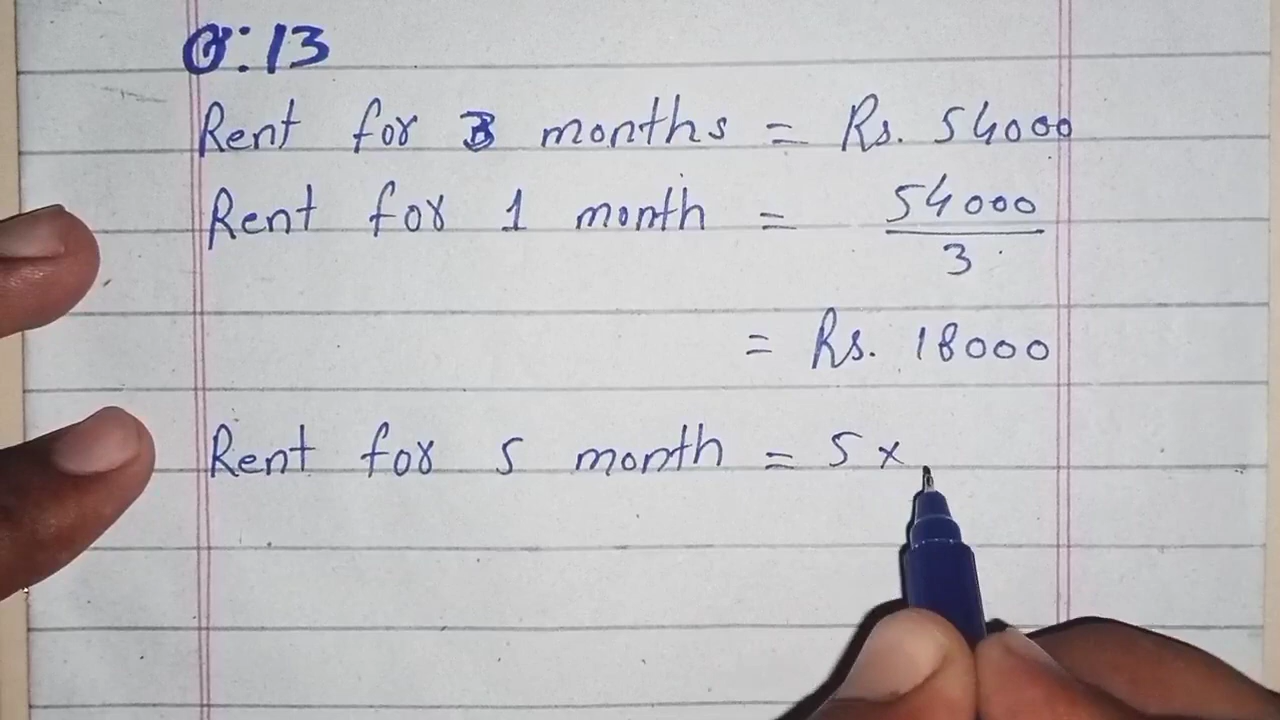 Q:13
Rent for 3 months = Rs. 54000
Rent for 1 month = 54000
3
= Rs. 18000
Rent for 5 month = 5 ×